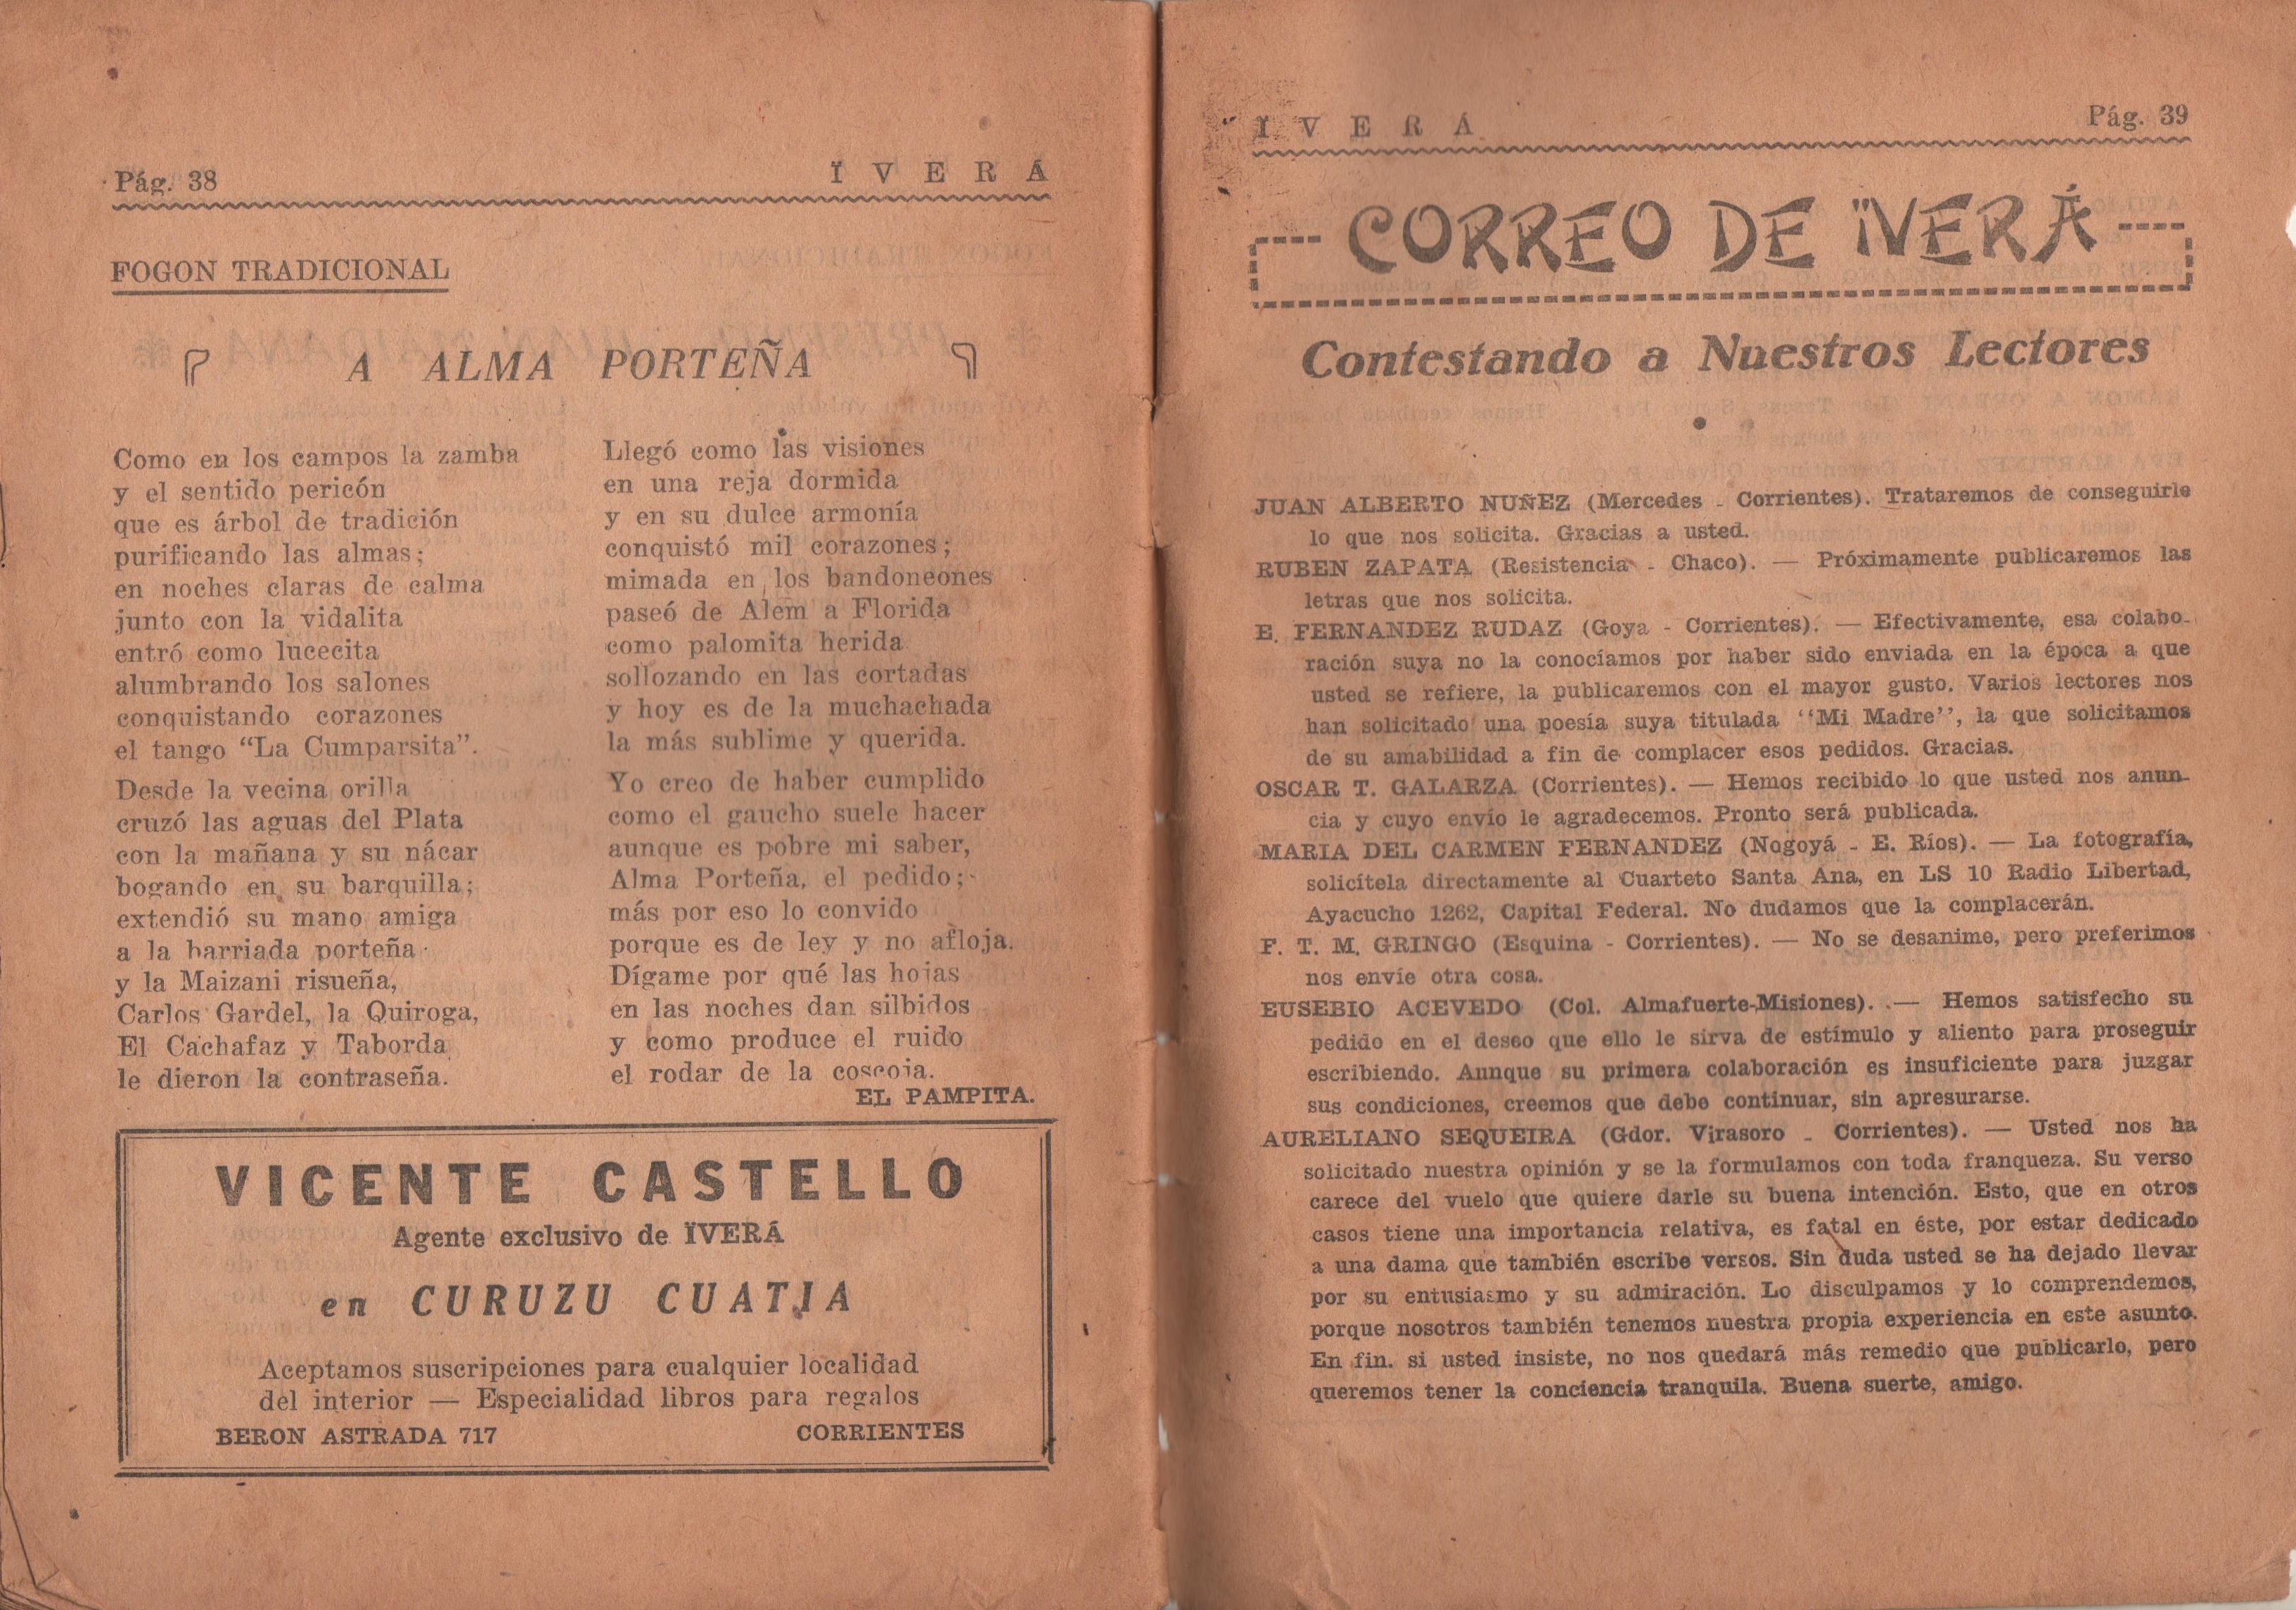 Pág. 38
ÏVERÁ
FOGON TRADICIONAL
A ALMA PORTEÑA
Como en los campos la zamba
y el sentido pericón
que es árbol de tradición
purificando las almas;
en noches claras de calma
junto con la vidalita
entró como lucecita
alumbrando los salones
conquistando corazones
el tango "La Cumparsita".
Desde la vecina orilla
cruzó las aguas del Plata
con la mañana y su nácar
bogando en su barquilla;
extendió su mano amiga
a la barriada porteña
y la Maizani risueña,
Carlos Gardel, la Quiroga,
El Cachafaz y Taborda
le dieron la contraseña.
Llegó como las visiones
en una reja dormida
y en su dulce armonía
conquistó mil corazones;
mimada en los bandoneones
paseó de Alem a Florida
como palomita herida
sollozando en las cortadas
y hoy es de la muchachada
la más sublime y querida.
Yo creo de haber cumplido
como el gaucho suele hacer
aunque es pobre mi saber,
Alma Porteña, el pedido;
más por eso lo convido
porque es de ley y no afloja.
Dígame por qué las hojas
en las noches dan silbidos
y como produce el ruido
el rodar de la coscoja.
EL PAMPITA.
VICENTE CASTELLO
Agente exclusivo de ÏVERÁ
en CURUZU CUATIA
Aceptamos suscripciones para cualquier localidad
del interior — Especialidad libros para regalos
BERON ASTRADA 717
CORRIENTES
ÏVERÁ
Pág. 39
CORREO DE ÏVERÁ
Contestando a Nuestros Lectores
JUAN ALBERTO NUÑEZ (Mercedes - Corrientes). Trataremos de conseguirle
lo que nos solicita. Gracias a usted.
RUBEN ZAPATA (Resistencia - Chaco). — Próximamente publicaremos las
letras que nos solicita.
E. FERNANDEZ RUDAZ (Goya - Corrientes). — Efectivamente, esa colabo-
ración suya no la conocíamos por haber sido enviada en la época a que
usted se refiere, la publicaremos con el mayor gusto. Varios lectores nos
han solicitado una poesía suya titulada "Mi Madre", la que solicitamos
de su amabilidad a fin de complacer esos pedidos. Gracias.
OSCAR T. GALARZA (Corrientes). — Hemos recibido lo que usted nos anun-
cia y cuyo envío le agradecemos. Pronto será publicada.
MARIA DEL CARMEN FERNANDEZ (Nogoyá - E. Ríos). — La fotografía,
solicítela directamente al Cuarteto Santa Ana, en LS 10 Radio Libertad,
Ayacucho 1262, Capital Federal. No dudamos que la complacerán.
F. T. M. GRINGO (Esquina - Corrientes). — No se desanime, pero preferimos
nos envíe otra cosa.
EUSEBIO ACEVEDO (Col. Almafuerte-Misiones). — Hemos satisfecho su
pedido en el deseo que ello le sirva de estímulo y aliento para proseguir
escribiendo. Aunque su primera colaboración es insuficiente para juzgar
sus condiciones, creemos que debe continuar, sin apresurarse.
AURELIANO SEQUEIRA (Gdor. Virasoro - Corrientes). — Usted nos ha
solicitado nuestra opinión y se la formulamos con toda franqueza. Su verso
carece del vuelo que quiere darle su buena intención. Esto, que en otros
casos tiene una importancia relativa, es fatal en éste, por estar dedicado
a una dama que también escribe versos. Sin duda usted se ha dejado llevar
por su entusiasmo y su admiración. Lo disculpamos y lo comprendemos,
porque nosotros también tenemos nuestra propia experiencia en este asunto.
En fin. si usted insiste, no nos quedará más remedio que publicarlo, pero
queremos tener la conciencia tranquila. Buena suerte, amigo.